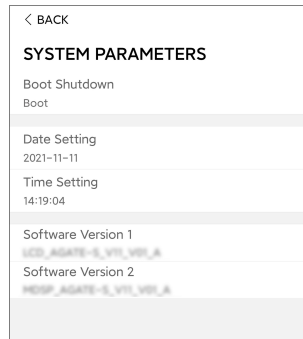 < BACK
SYSTEM PARAMETERS
Boot Shutdown
Boot
Date Setting
2021-11-11
Time Setting
14:19:04
Software Version 1
LCD_AGATE-S_V11_V01_A
Software Version 2
MDSP_AGATE-S_V11_V01_A